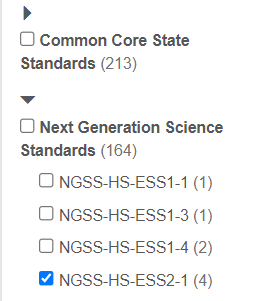 Common Core State
Standards (213)
Next Generation Science
Standards (164)
NGSS-HS-ESS1-1 (1)
NGSS-HS-ESS1-3 (1)
NGSS-HS-ESS1-4 (2)
NGSS-HS-ESS2-1 (4)